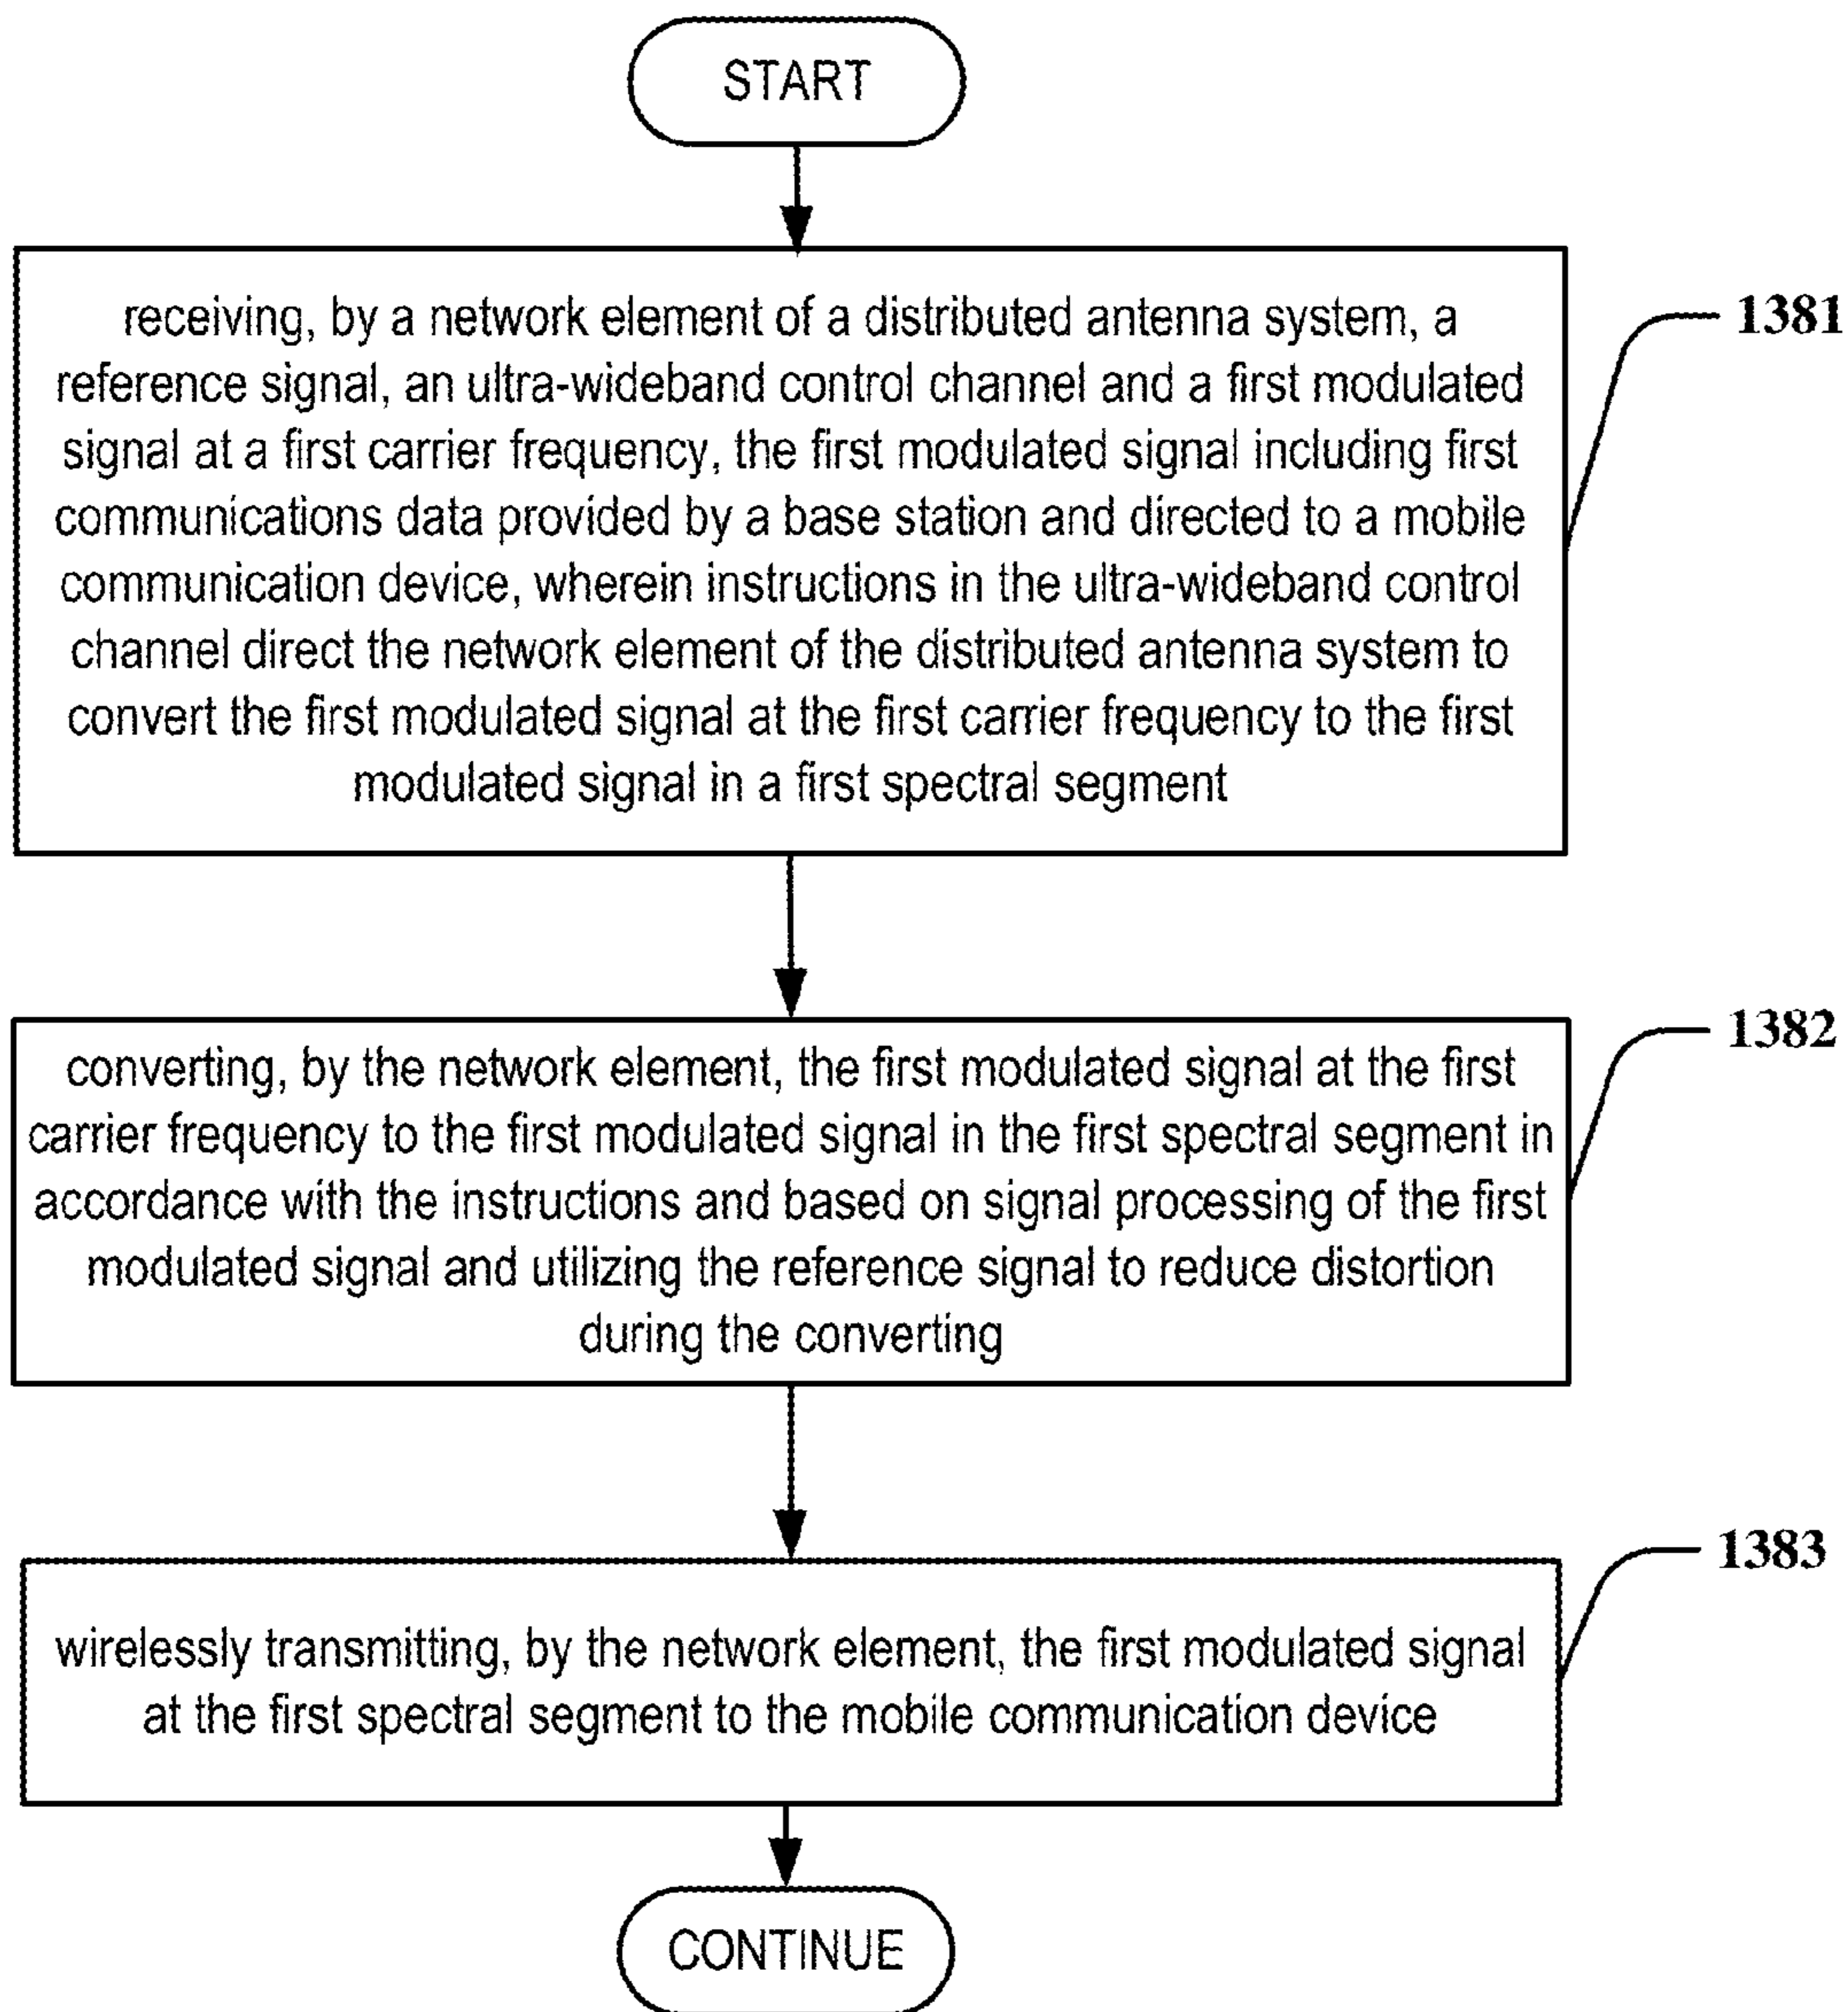 START
receiving, by a network element of a distributed antenna system, a
reference signal, an ultra-wideband control channel and a first modulated
signal at a first carrier frequency, the first modulated signal including first
communications data provided by a base station and directed to a mobile
communication device, wherein instructions in the ultra-wideband control
channel direct the network element of the distributed antenna system to
convert the first modulated signal at the first carrier frequency to the first
modulated signal in a first spectral segment
1381
converting, by the network element, the first modulated signal at the first
carrier frequency to the first modulated signal in the first spectral segment in
accordance with the instructions and based on signal processing of the first
modulated signal and utilizing the reference signal to reduce distortion
during the converting
1382
wirelessly transmitting, by the network element, the first modulated signal
at the first spectral segment to the mobile communication device
1383
CONTINUE